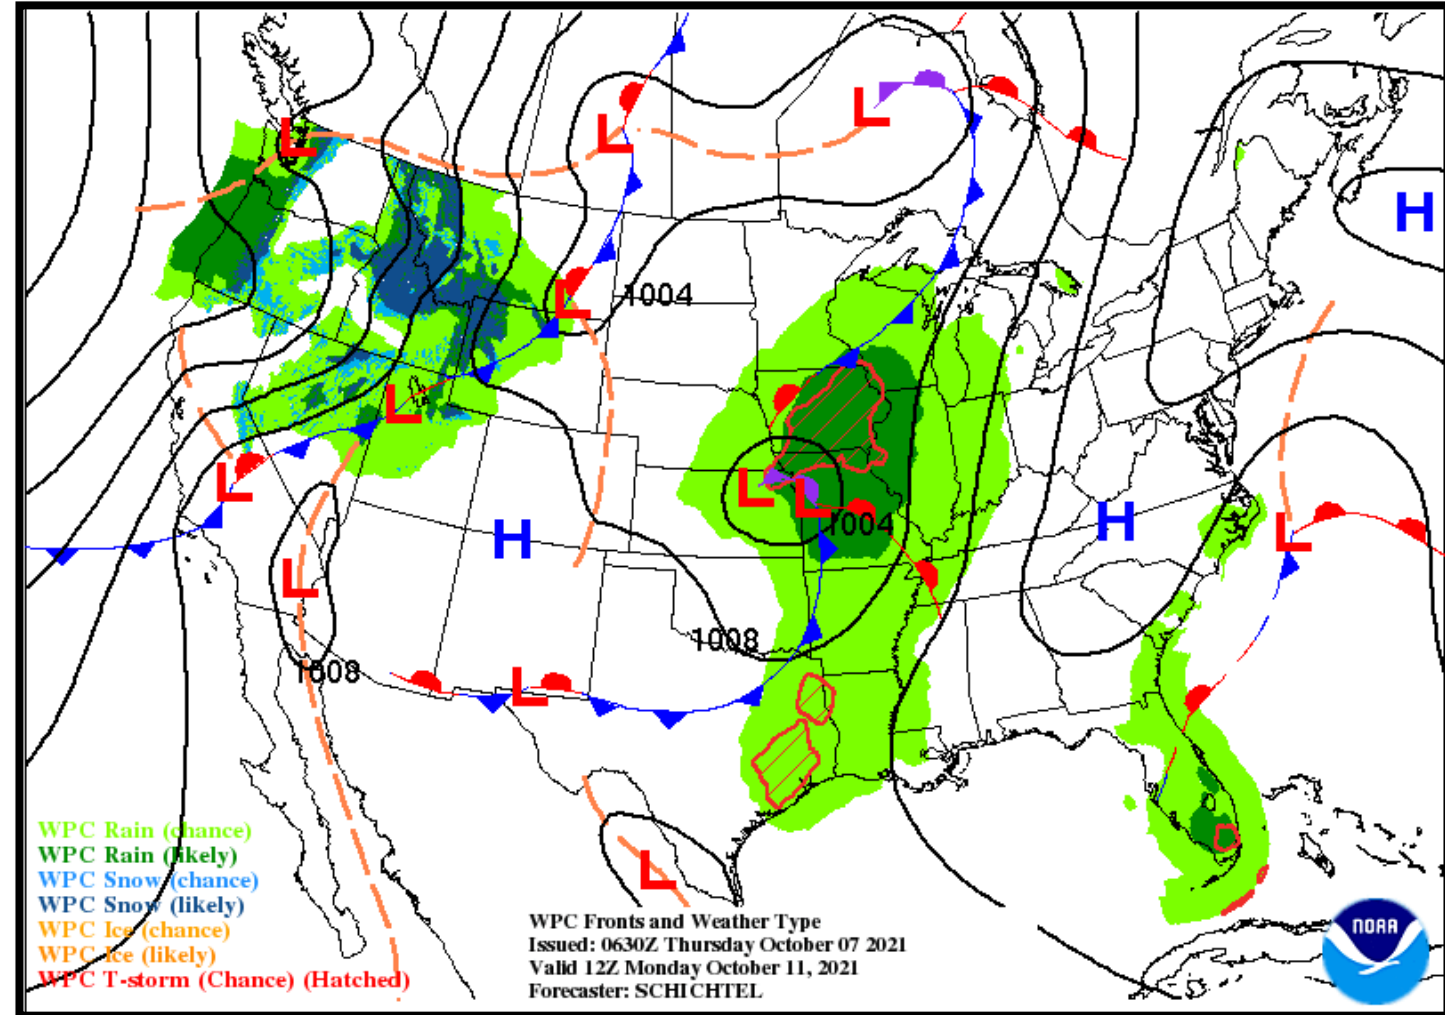 L
L
L
H
1004
L
L
L
L
L
1004
H
H
L
L
1008
1008
L
L
WPC Rain (chance)
WPC Rain (likely)
WPC Snow (chance)
WPC Snow (likely)
WPC Ice (chance)
WPC Ice (likely)
WPC T-storm (Chance) (Hatched)
WPC Fronts and Weather Type
Issued: 0630Z Thursday October 07 2021
Valid 12Z Monday October 11, 2021
Forecaster: SCHICHTEL
NOAA